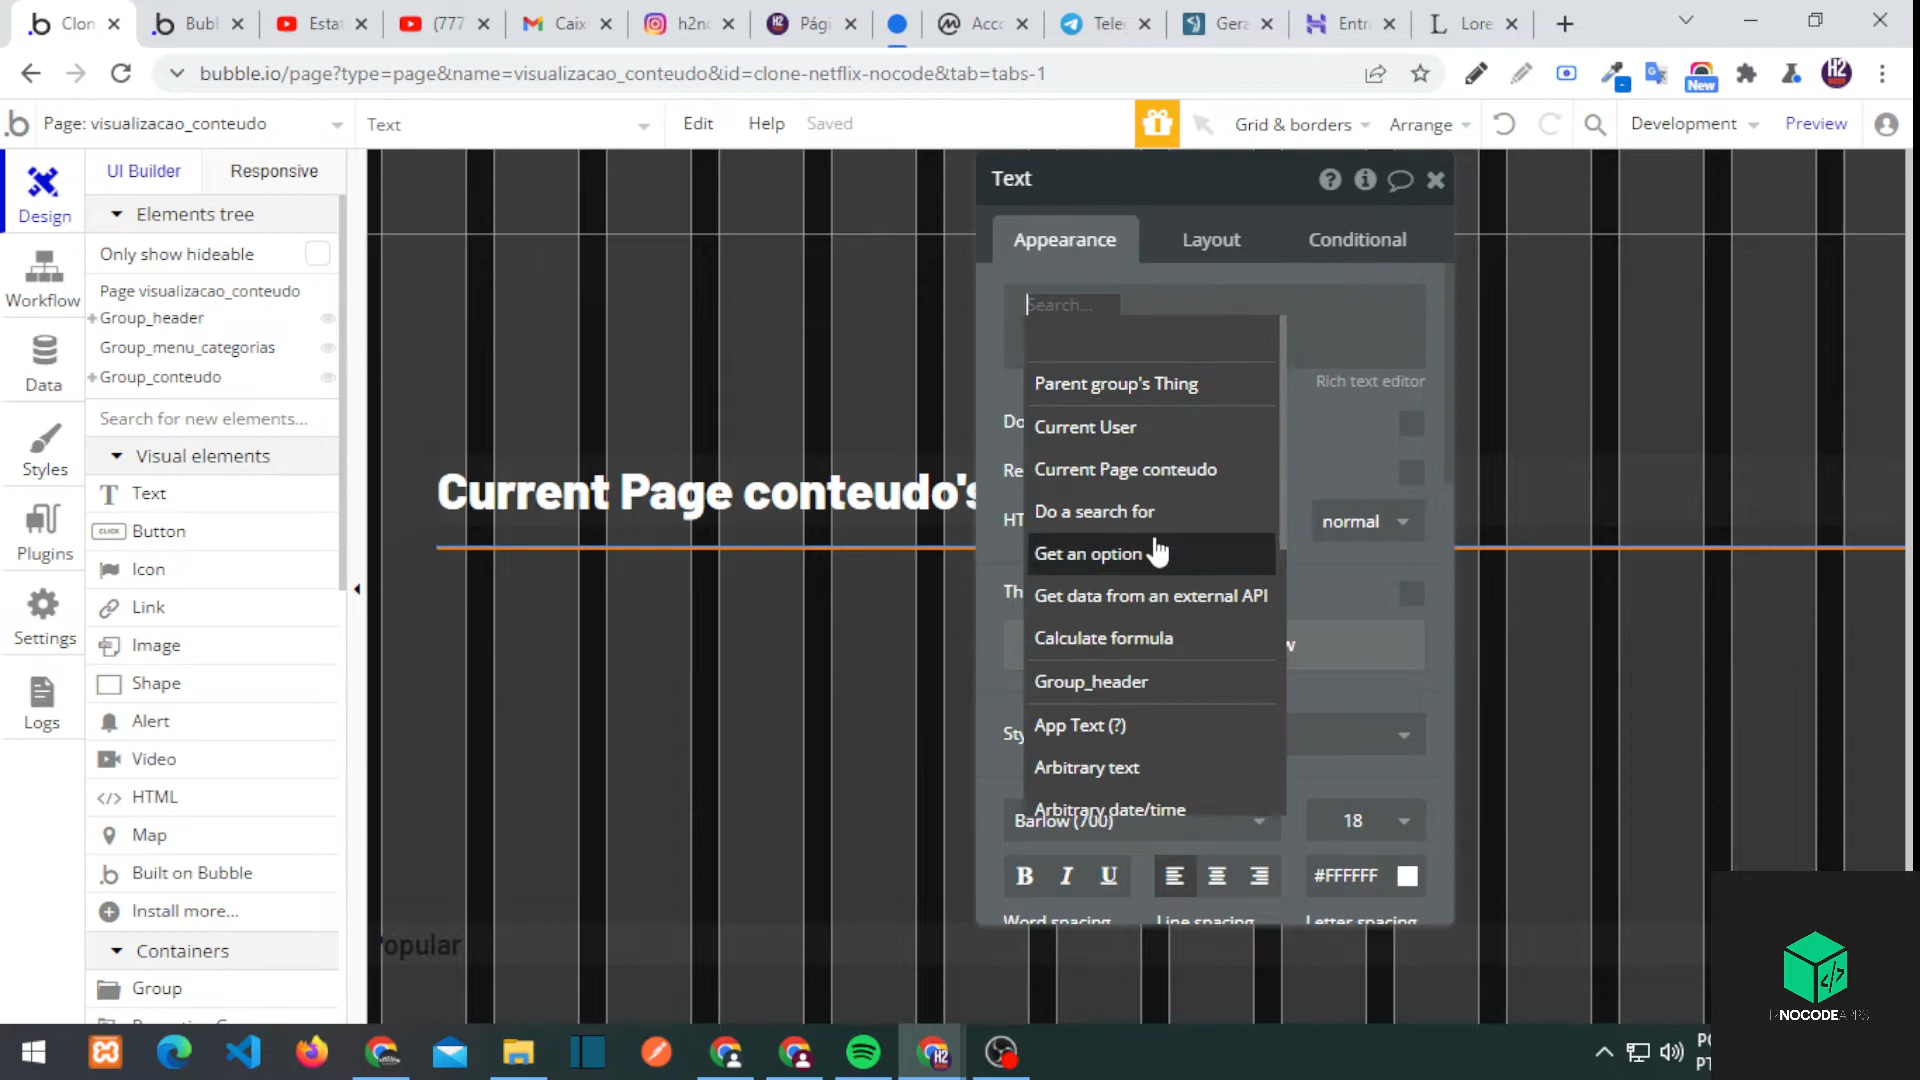 Clon
Bubl
Estat
(777
Caix
h2no
Pági
Acco
Tele
Gera
Entra
Lore
bubble.io/page?type=page&name=visualizacao_conteudo&id=clone-netflix-nocode&tab=tabs-1
New
Page: visualizacao_conteudo
Text
Edit
Help
Saved
Grid & borders
Arrange
Development
Preview
Design
Workflow
Data
Styles
Plugins
Settings
Logs
UI Builder
Responsive
Elements tree
Only show hideable
Page visualizacao_conteudo
Group_header
Group_menu_categorias
Group_conteudo
Search for new elements...
Visual elements
Text
Button
Icon
Link
Image
Shape
Alert
Video
HTML
Map
Built on Bubble
Install more...
Containers
Group
Current Page conteudo's
opular
Text
Appearance
Layout
Conditional
Search...
Rich text editor
Parent group's Thing
Current User
Current Page conteudo
Do a search for
Get an option
Get data from an external API
Calculate formula
Group_header
App Text (?)
Arbitrary text
Arbitrary date/time
Do
Re
HT
normal
Th
Sty
Barlow (700)
18
B I U
#FFFFFF
Word spacing
Line spacing
Letter spacing
NOCODE